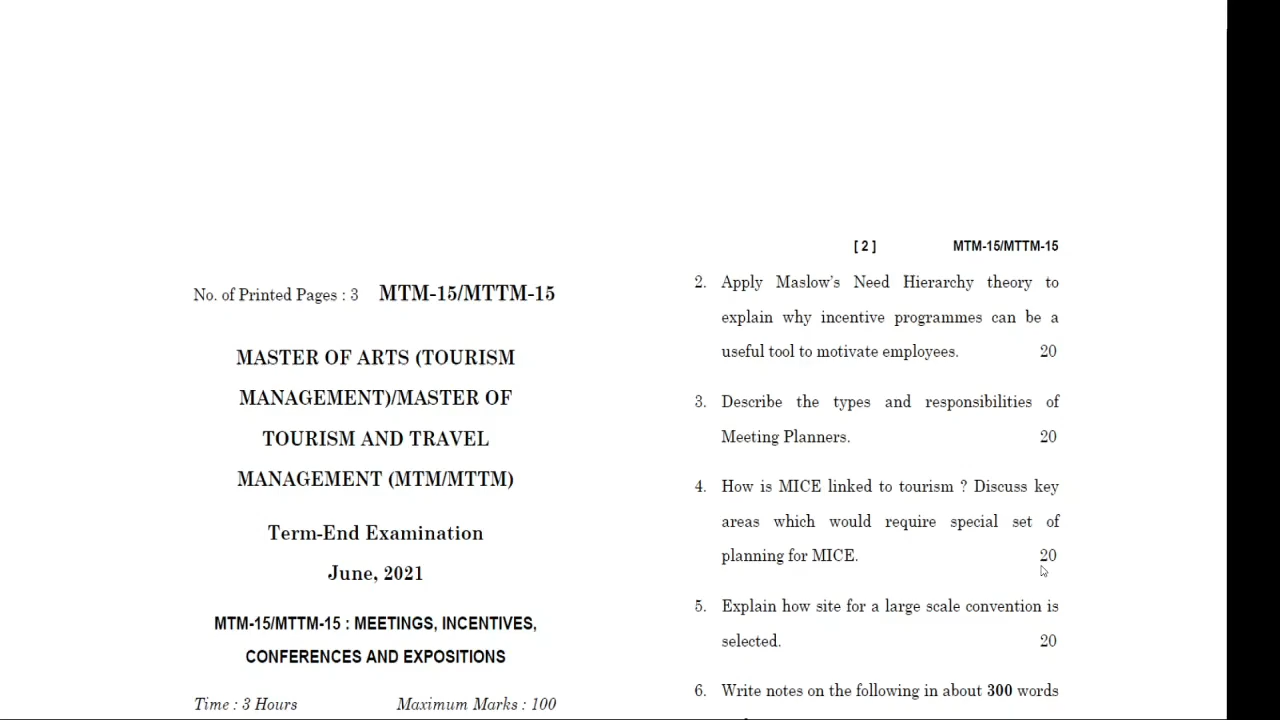 No. of Printed Pages : 3 MTM-15/MTTM-15
MASTER OF ARTS (TOURISM
MANAGEMENT)/MASTER OF
TOURISM AND TRAVEL
MANAGEMENT (MTM/MTTM)
Term-End Examination
June, 2021
MTM-15/MTTM-15 : MEETINGS, INCENTIVES,
CONFERENCES AND EXPOSITIONS
Time : 3 Hours Maximum Marks : 100
[ 2 ] MTM-15/MTTM-15
2. Apply Maslow's Need Hierarchy theory to
explain why incentive programmes can be a
useful tool to motivate employees. 20
3. Describe the types and responsibilities of
Meeting Planners. 20
4. How is MICE linked to tourism ? Discuss key
areas which would require special set of
planning for MICE. 20
5. Explain how site for a large scale convention is
selected. 20
6. Write notes on the following in about 300 words